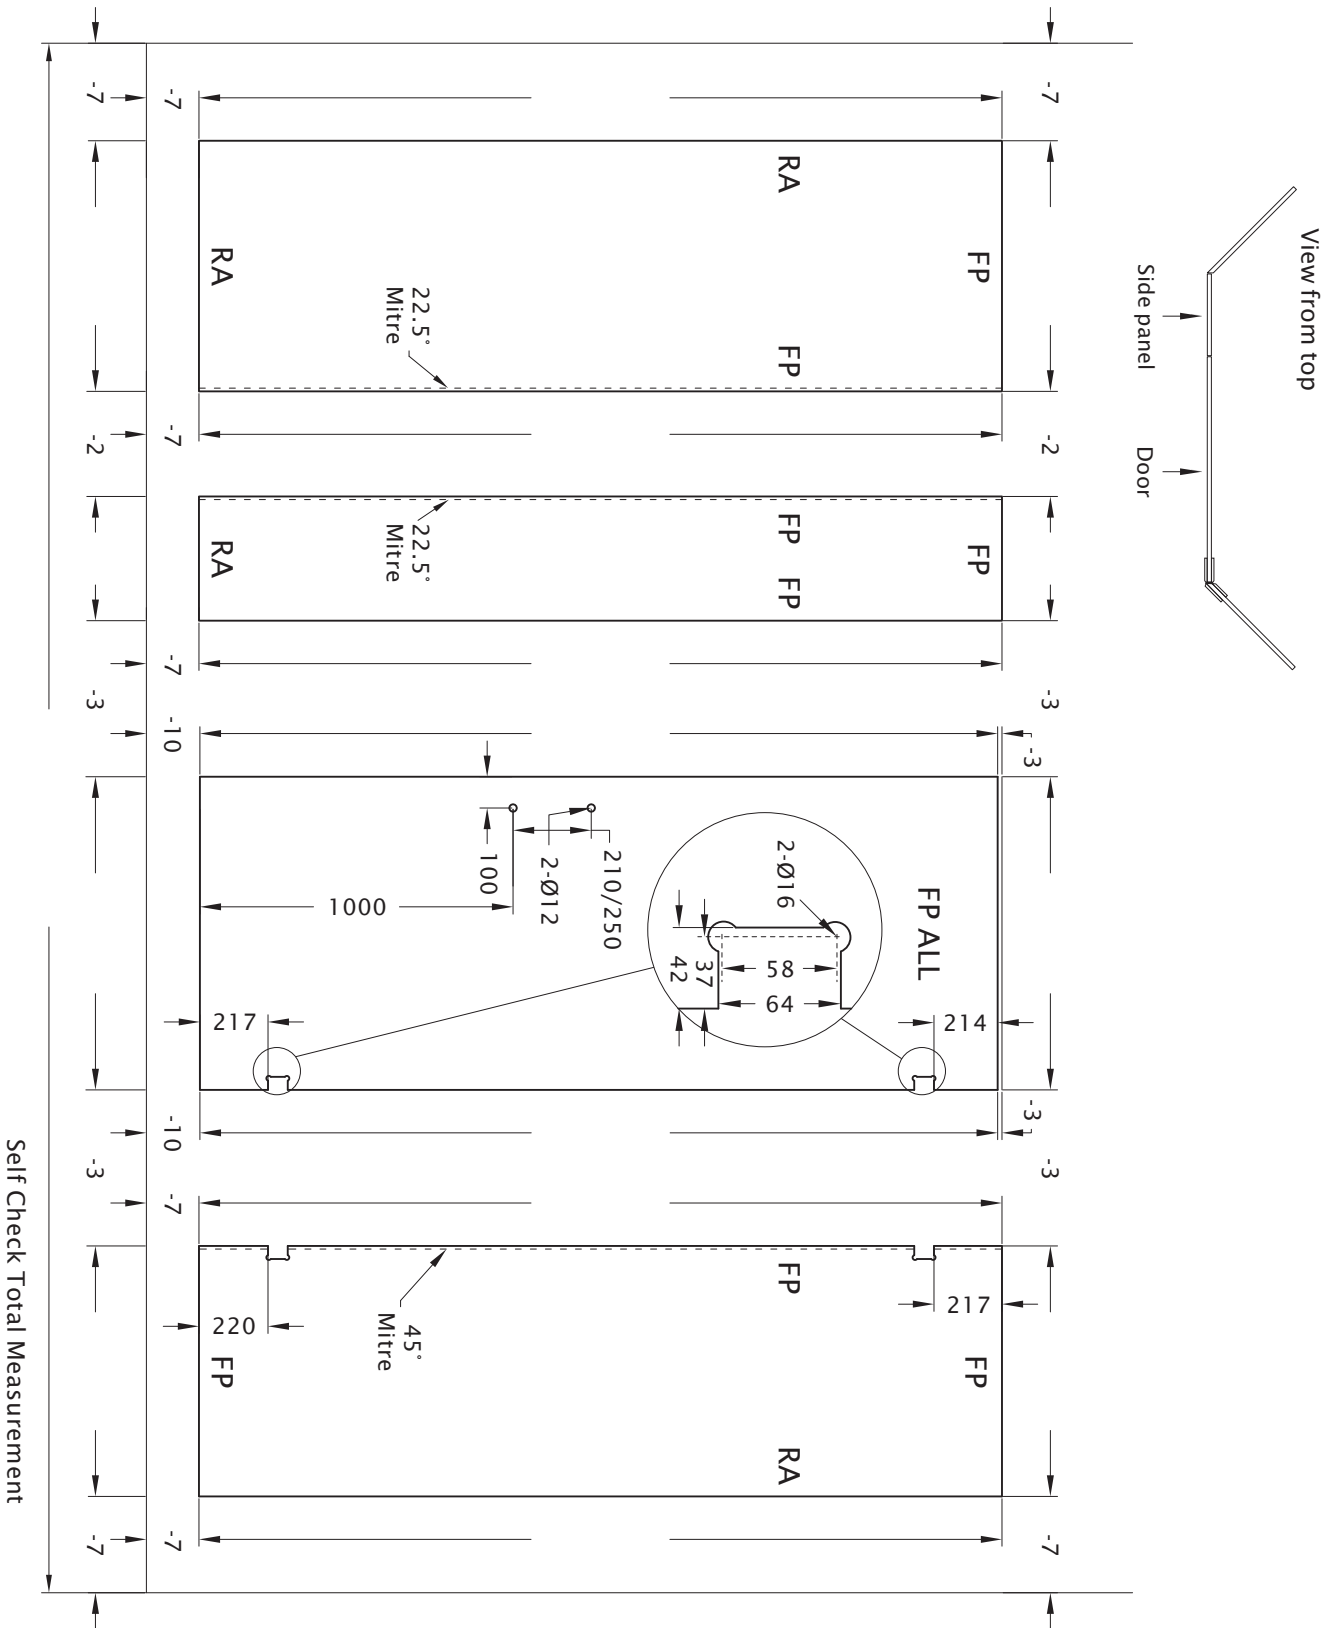 View from top
Side panel
Door
-7
-2
-3
-3
-7
-3
-3
FP
FP
FP ALL
FP
214
217
RA
FP
FP
FP
2-Ø16
FP
RA
58
64
37
42
210/250
2-Ø12
100
1000
22.5°
Mitre
22.5°
Mitre
45°
Mitre
RA
RA
217
220
FP
-7
-7
-7
-10
-10
-7
-7
-7
-2
-3
-3
-7
Self Check Total Measurement